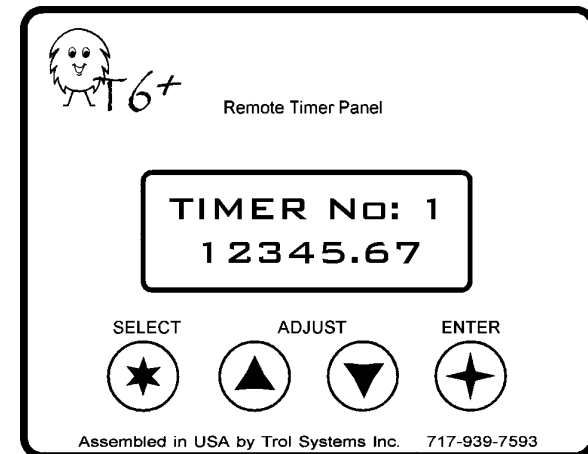 T6+
Remote Timer Panel
TIMER No: 1
12345.67
SELECT ADJUST ENTER
Assembled in USA by Trol Systems Inc. 717-939-7593